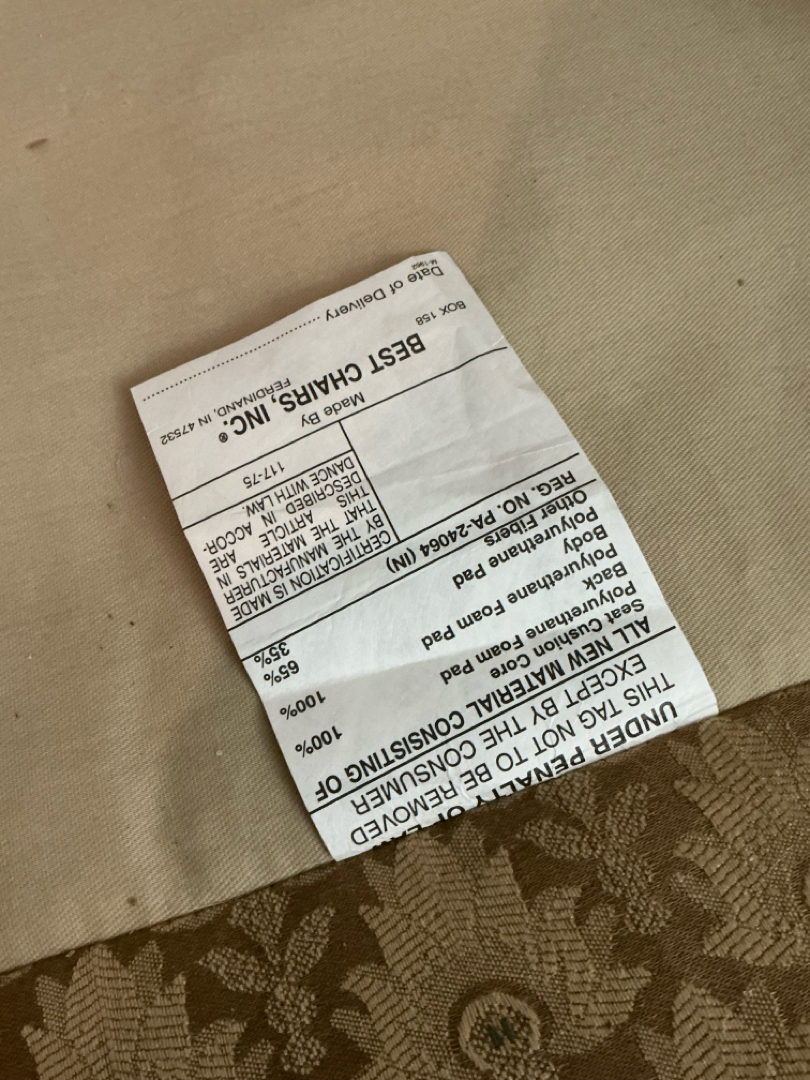 UNDER PENALTY OF LAW
THIS TAG NOT TO BE REMOVED
EXCEPT BY THE CONSUMER
ALL NEW MATERIAL CONSISTING OF
Seat Cushion Core
Polyurethane Foam Pad 100%
Back
Polyurethane Foam Pad 100%
Body
Polyurethane Pad 65%
Other Fibers 35%
REG. NO. PA-24064 (IN)
CERTIFICATION IS MADE
BY THE MANUFACTURER
THAT THE MATERIALS IN
THIS ARTICLE ARE
DESCRIBED IN ACCOR-
DANCE WITH LAW.
117-75
Made By
BEST CHAIRS, INC.®
BOX 158 FERDINAND, IN 47532
Date of Delivery
M-1962